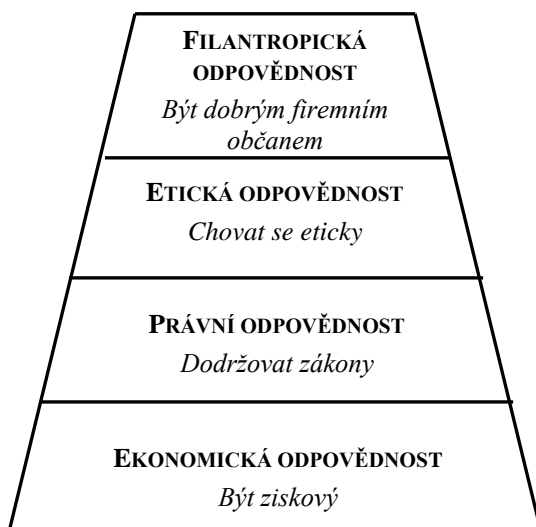 FILANTROPICKÁ
ODPOVĚDNOST
Být dobrým firemním
občanem
ETICKÁ ODPOVĚDNOST
Chovat se eticky
PRÁVNÍ ODPOVĚDNOST
Dodržovat zákony
EKONOMICKÁ ODPOVĚDNOST
Být ziskový